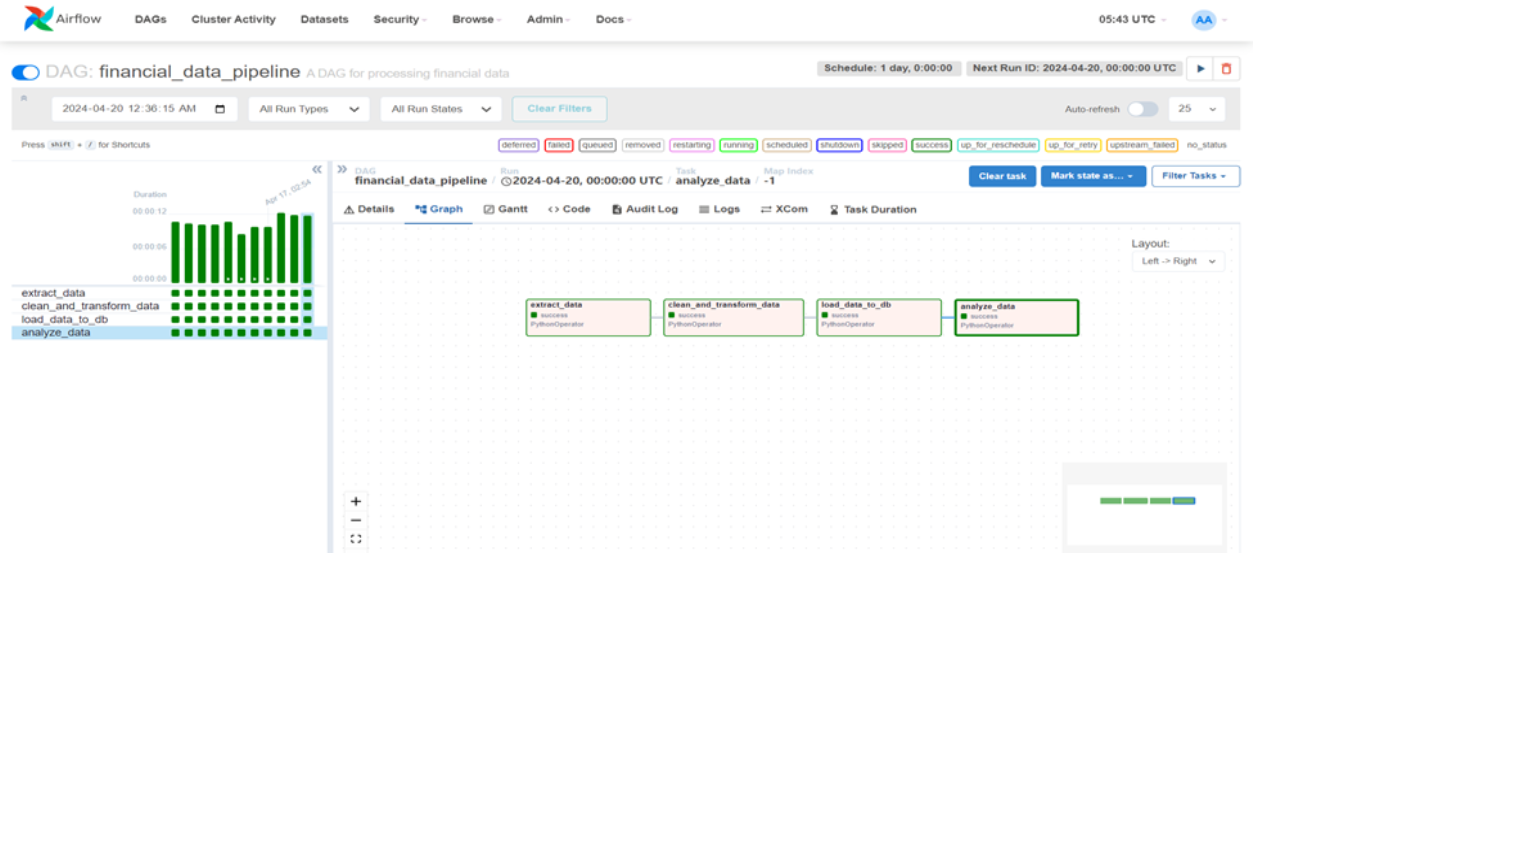 Airflow
DAGs
Cluster Activity
Datasets
Security
Browse
Admin
Docs
05:43 UTC
AA
DAG: financial_data_pipeline A DAG for processing financial data
Schedule: 1 day, 0:00:00
Next Run ID: 2024-04-20, 00:00:00 UTC
2024-04-20 12:36:15 AM
All Run Types
All Run States
Clear Filters
Auto-refresh
25
Press shift + / for Shortcuts
deferred
failed
queued
removed
restarting
running
scheduled
shutdown
skipped
success
up_for_reschedule
up_for_retry
upstream_failed
no_status
Duration
Apr 17, 02:54
00:00:12
00:00:06
00:00:00
extract_data
clean_and_transform_data
load_data_to_db
analyze_data
DAG
financial_data_pipeline /
Run
2024-04-20, 00:00:00 UTC /
Task
analyze_data /
Map Index
-1
Clear task
Mark state as...
Filter Tasks
Details
Graph
Gantt
<> Code
Audit Log
Logs
XCom
Task Duration
Layout:
Left -> Right
extract_data
success
PythonOperator
clean_and_transform_data
success
PythonOperator
load_data_to_db
success
PythonOperator
analyze_data
success
PythonOperator